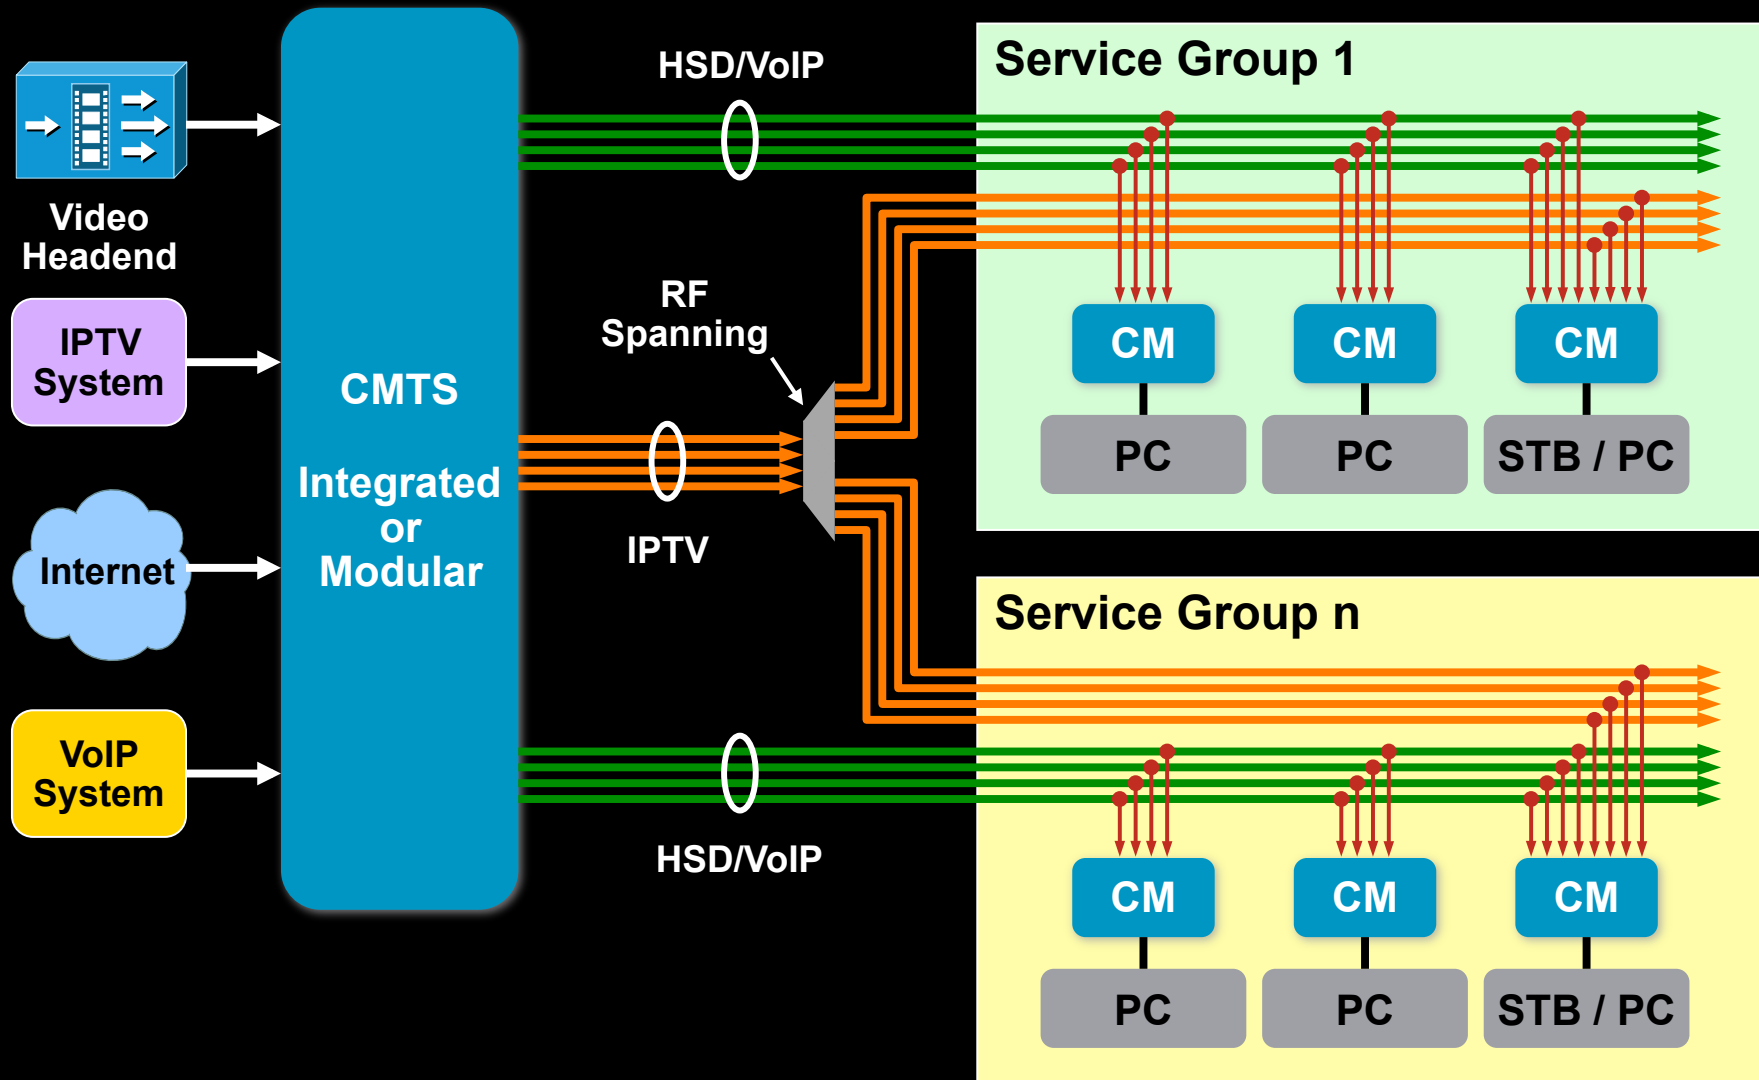 Video
Headend
IPTV
System
Internet
VoIP
System
CMTS
Integrated
or
Modular
HSD/VoIP
RF
Spanning
IPTV
HSD/VoIP
Service Group 1
CM
CM
CM
PC
PC
STB / PC
Service Group n
CM
CM
CM
PC
PC
STB / PC